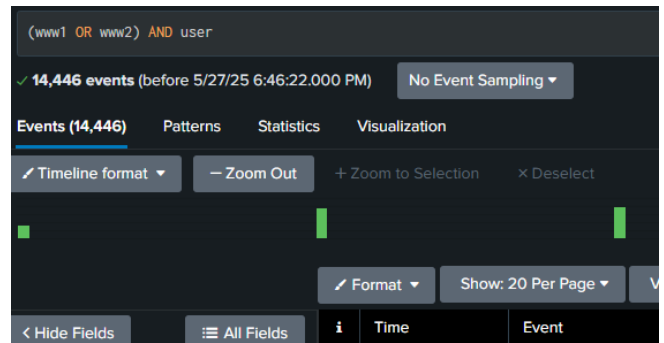 (www1 OR www2) AND user
✓ 14,446 events (before 5/27/25 6:46:22.000 PM) No Event Sampling ▾
Events (14,446) Patterns Statistics Visualization
Timeline format ▾ — Zoom Out + Zoom to Selection × Deselect
Format ▾ Show: 20 Per Page ▾ V
< Hide Fields All Fields i Time Event